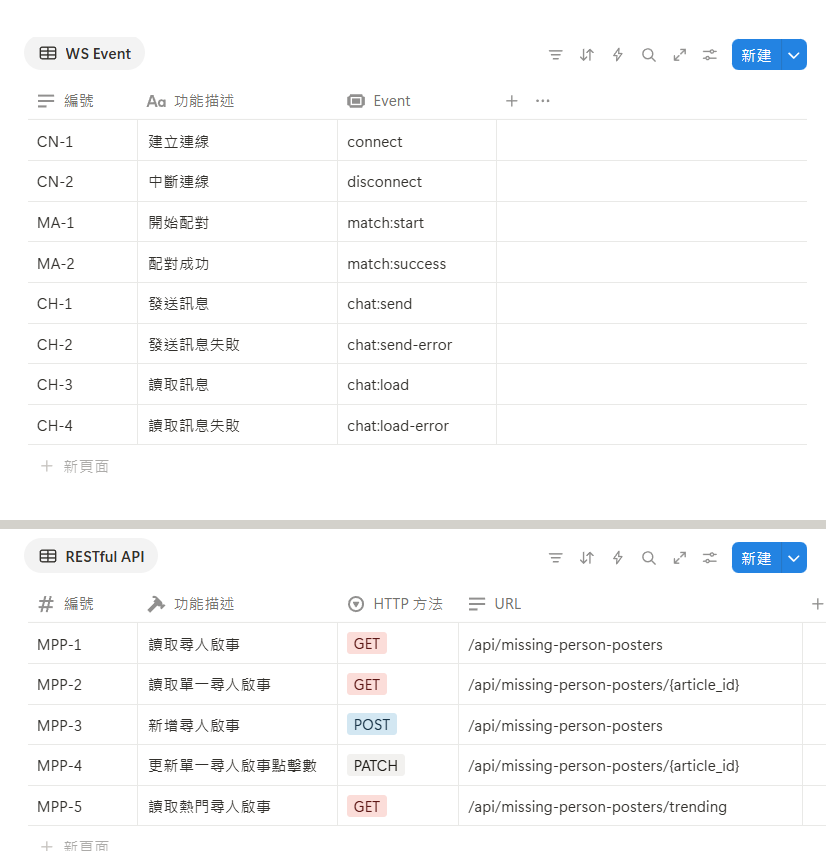 WS Event
新建
編號 Aa 功能描述 Event
CN-1 建立連線 connect
CN-2 中斷連線 disconnect
MA-1 開始配對 match:start
MA-2 配對成功 match:success
CH-1 發送訊息 chat:send
CH-2 發送訊息失敗 chat:send-error
CH-3 讀取訊息 chat:load
CH-4 讀取訊息失敗 chat:load-error
+ 新頁面
RESTful API
新建
# 編號 功能描述 HTTP 方法 URL
MPP-1 讀取尋人啟事 GET /api/missing-person-posters
MPP-2 讀取單一尋人啟事 GET /api/missing-person-posters/{article_id}
MPP-3 新增尋人啟事 POST /api/missing-person-posters
MPP-4 更新單一尋人啟事點擊數 PATCH /api/missing-person-posters/{article_id}
MPP-5 讀取熱門尋人啟事 GET /api/missing-person-posters/trending
+ 新頁面